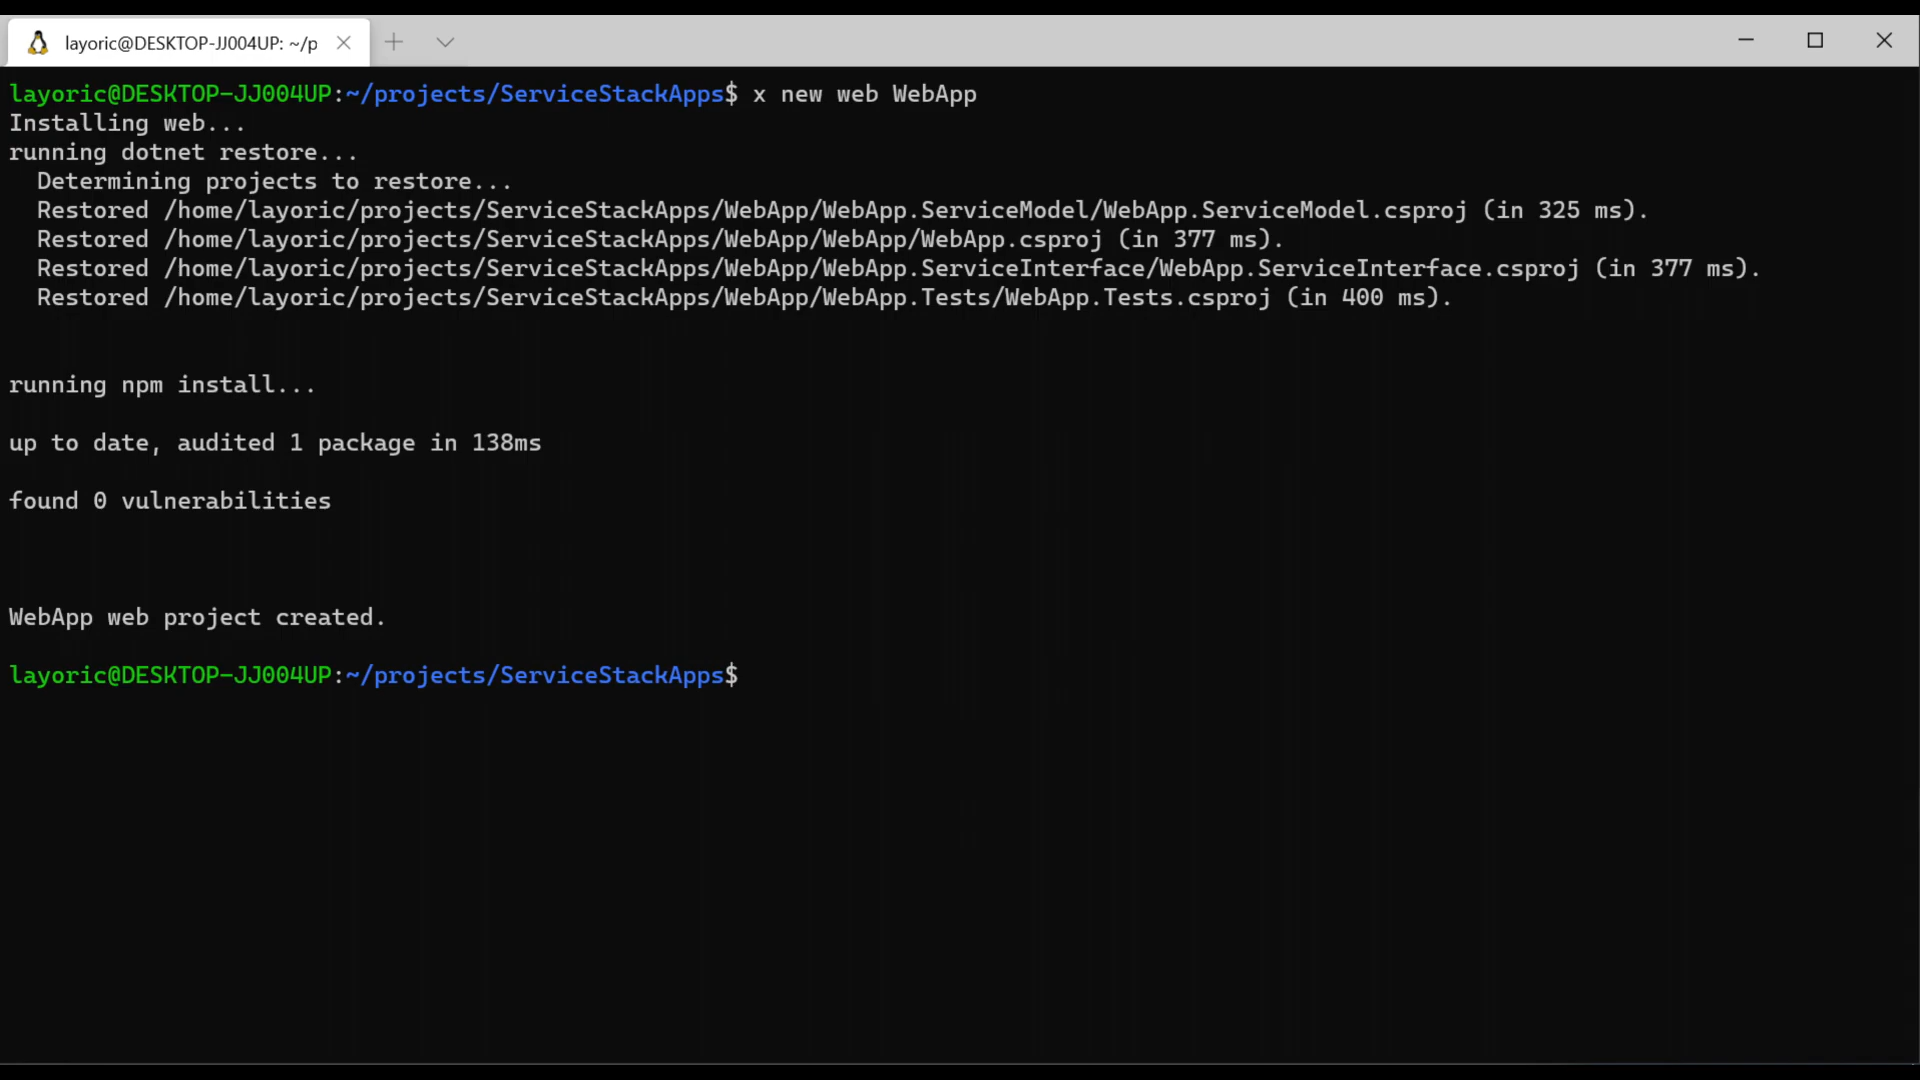 layoric@DESKTOP-JJ004UP: ~/p
layoric@DESKTOP-JJ004UP:~/projects/ServiceStackApps$ x new web WebApp
Installing web...
running dotnet restore...
  Determining projects to restore...
  Restored /home/layoric/projects/ServiceStackApps/WebApp/WebApp.ServiceModel/WebApp.ServiceModel.csproj (in 325 ms).
  Restored /home/layoric/projects/ServiceStackApps/WebApp/WebApp/WebApp.csproj (in 377 ms).
  Restored /home/layoric/projects/ServiceStackApps/WebApp/WebApp.ServiceInterface/WebApp.ServiceInterface.csproj (in 377 ms).
  Restored /home/layoric/projects/ServiceStackApps/WebApp/WebApp.Tests/WebApp.Tests.csproj (in 400 ms).
running npm install...
up to date, audited 1 package in 138ms
found 0 vulnerabilities
WebApp web project created.
layoric@DESKTOP-JJ004UP:~/projects/ServiceStackApps$